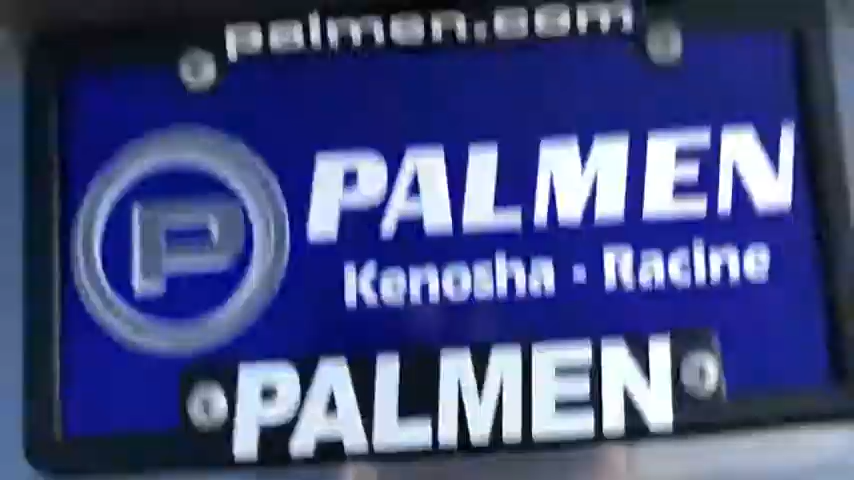 palmen.com
P
PALMEN
Kenosha - Racine
PALMEN